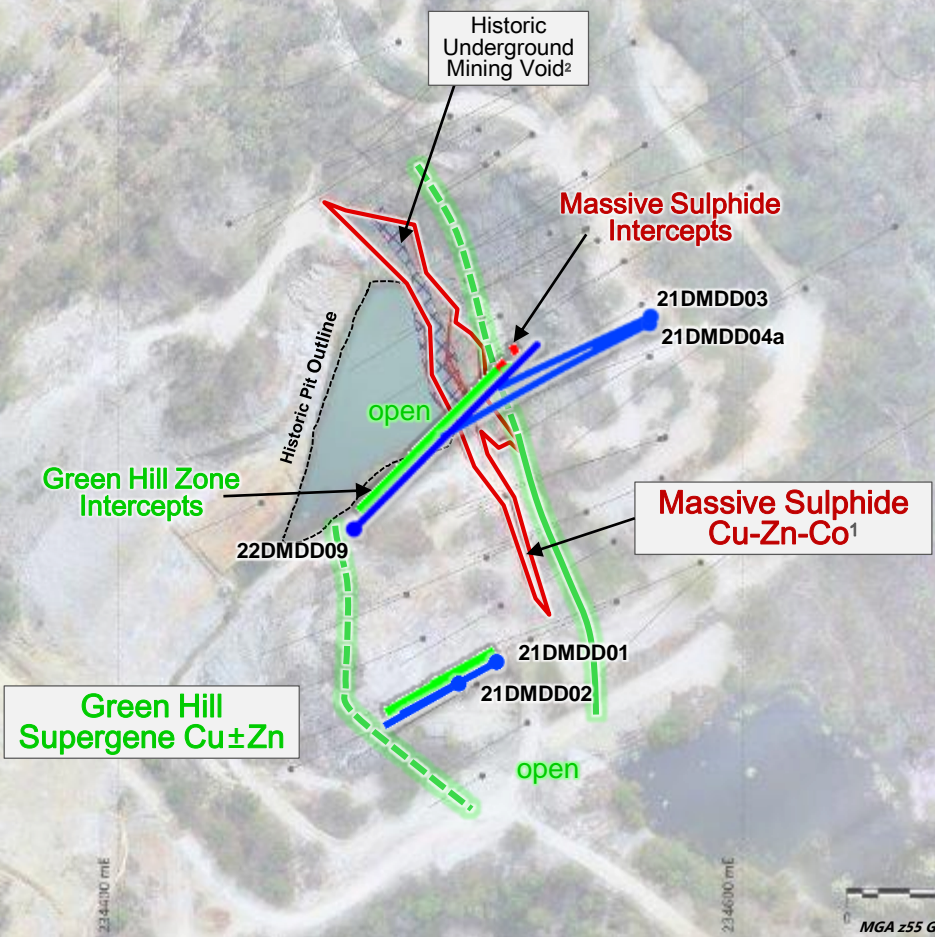 Historic
Underground
Mining Void²
Massive Sulphide
Intercepts
21DMDD03
21DMDD04a
Historic Pit Outline
open
Green Hill Zone
Intercepts
Massive Sulphide
Cu-Zn-Co¹
22DMDD09
21DMDD01
21DMDD02
Green Hill
Supergene Cu±Zn
open
234400 mE
234600 mE
0
MGA z55 G